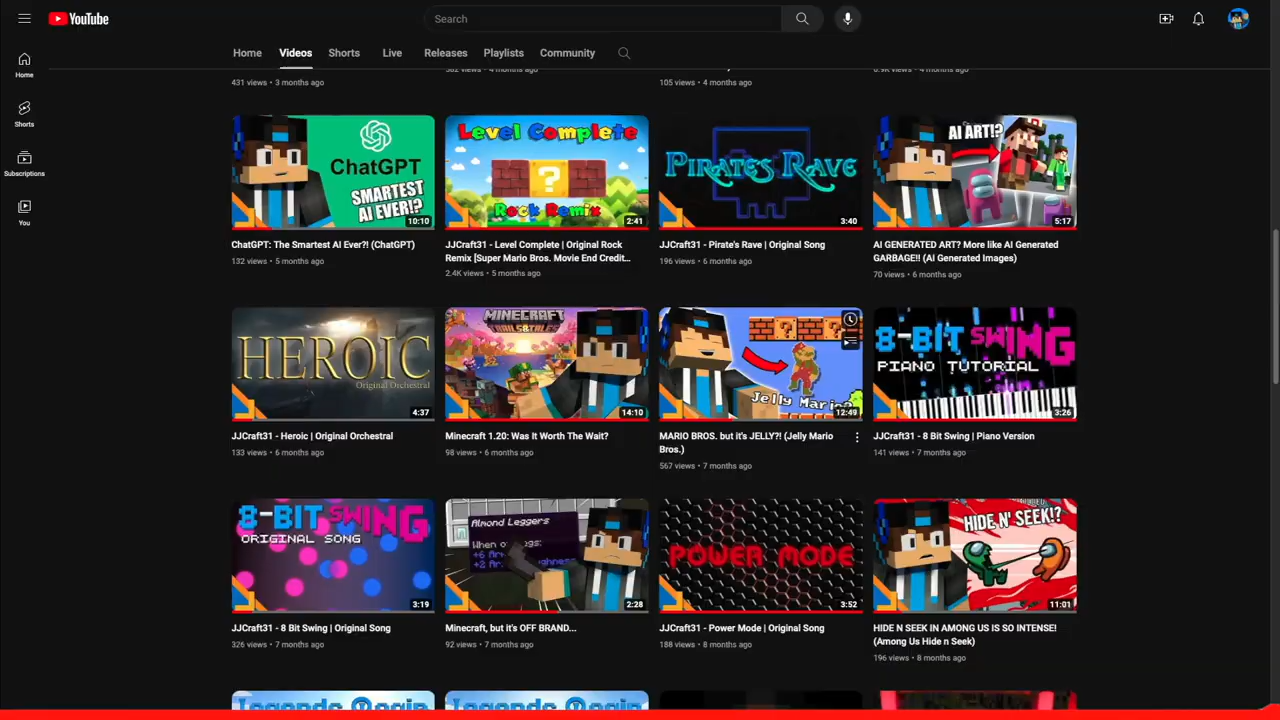 YouTube
Search
Home
Videos
Shorts
Live
Releases
Playlists
Community
Home
Shorts
Subscriptions
You
431 views • 3 months ago
105 views • 4 months ago
ChatGPT
SMARTEST
AI EVER!?
10:10
Level Complete
?
Rock Remix
2:41
PIRATES RAVE
3:40
AI ART!?
5:17
ChatGPT: The Smartest AI Ever?! (ChatGPT)
132 views • 5 months ago
JJCraft31 - Level Complete | Original Rock
Remix [Super Mario Bros. Movie End Credit...
2.4K views • 5 months ago
JJCraft31 - Pirate's Rave | Original Song
196 views • 6 months ago
AI GENERATED ART? More like AI Generated
GARBAGE!! (AI Generated Images)
70 views • 6 months ago
HEROIC
Original Orchestral
4:37
MINECRAFT
TRAILS & TALES
14:10
Jelly Mario
12:49
8-BIT SWING
PIANO TUTORIAL
3:26
JJCraft31 - Heroic | Original Orchestral
133 views • 6 months ago
Minecraft 1.20: Was It Worth The Wait?
98 views • 6 months ago
MARIO BROS. but it's JELLY?! (Jelly Mario
Bros.)
567 views • 7 months ago
JJCraft31 - 8 Bit Swing | Piano Version
141 views • 7 months ago
8-BIT SWING
ORIGINAL SONG
3:19
Almond Leggers
When on legs:
2:28
POWER MODE
3:52
HIDE N' SEEK!?
11:01
JJCraft31 - 8 Bit Swing | Original Song
326 views • 7 months ago
Minecraft, but it's OFF BRAND...
92 views • 7 months ago
JJCraft31 - Power Mode | Original Song
188 views • 8 months ago
HIDE N SEEK IN AMONG US IS SO INTENSE!
(Among Us Hide n Seek)
196 views • 8 months ago
Legends Begin
Legends Begin